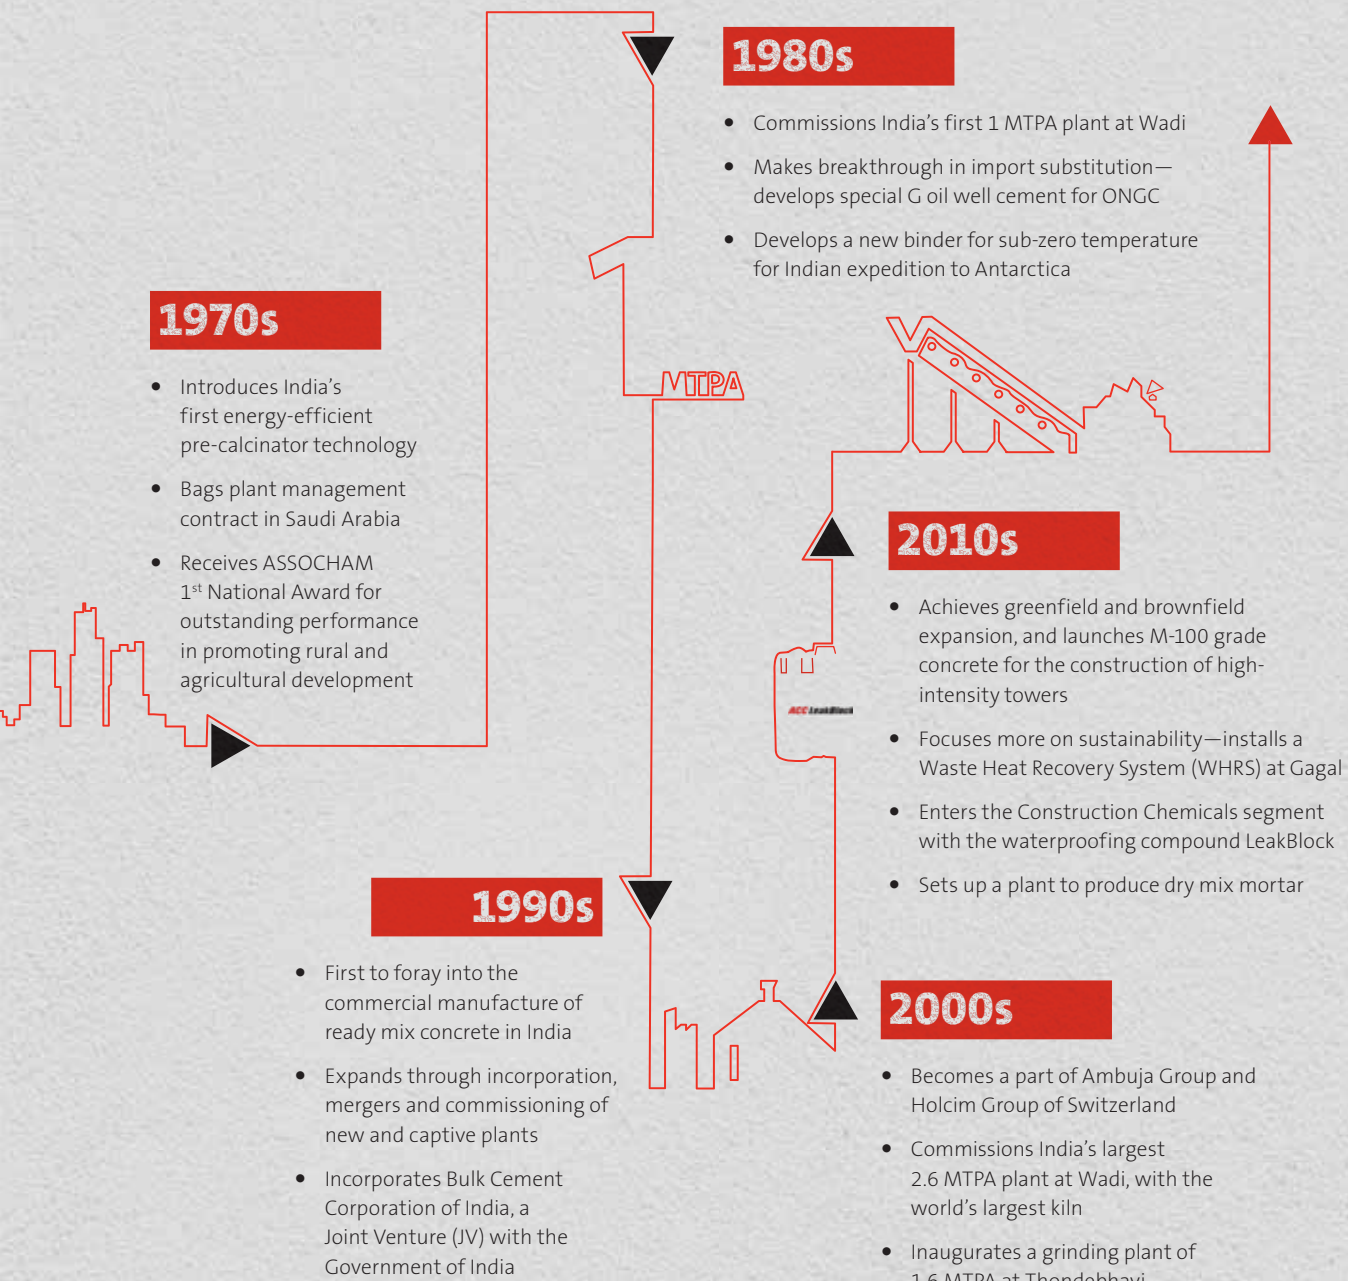 1970s
Introduces India's
first energy-efficient
pre-calcinator technology
Bags plant management
contract in Saudi Arabia
Receives ASSOCHAM
1st National Award for
outstanding performance
in promoting rural and
agricultural development
1980s
Commissions India's first 1 MTPA plant at Wadi
Makes breakthrough in import substitution—
develops special G oil well cement for ONGC
Develops a new binder for sub-zero temperature
for Indian expedition to Antarctica
1
MTPA
1990s
First to foray into the
commercial manufacture of
ready mix concrete in India
Expands through incorporation,
mergers and commissioning of
new and captive plants
Incorporates Bulk Cement
Corporation of India, a
Joint Venture (JV) with the
Government of India
2000s
Becomes a part of Ambuja Group and
Holcim Group of Switzerland
Commissions India's largest
2.6 MTPA plant at Wadi, with the
world's largest kiln
Inaugurates a grinding plant of
1.6 MTPA at Thondebhavi
ACC LeakBlock
2010s
Achieves greenfield and brownfield
expansion, and launches M-100 grade
concrete for the construction of high-
intensity towers
Focuses more on sustainability—installs a
Waste Heat Recovery System (WHRS) at Gagal
Enters the Construction Chemicals segment
with the waterproofing compound LeakBlock
Sets up a plant to produce dry mix mortar